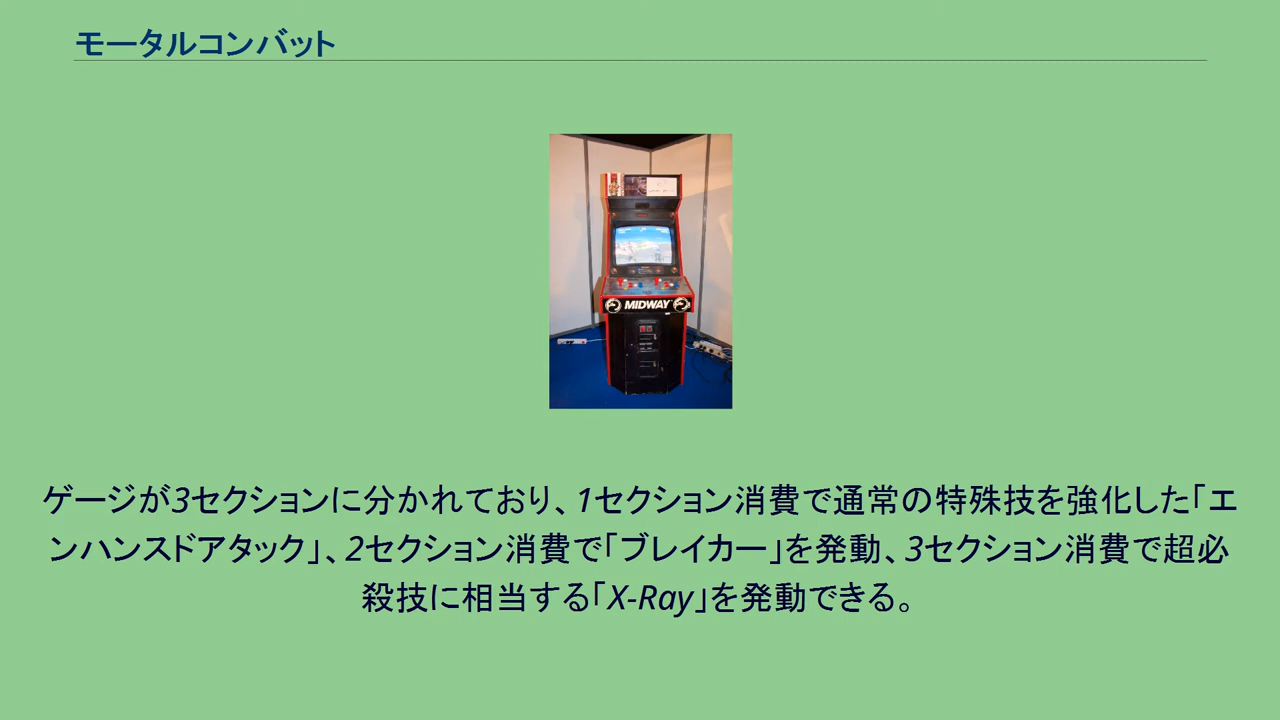 モータルコンバット
MIDWAY
ゲージが3セクションに分かれており、1セクション消費で通常の特殊技を強化した「エ
ンハンスドアタック」、2セクション消費で「ブレイカー」を発動、3セクション消費で超必
殺技に相当する「X-Ray」を発動できる。